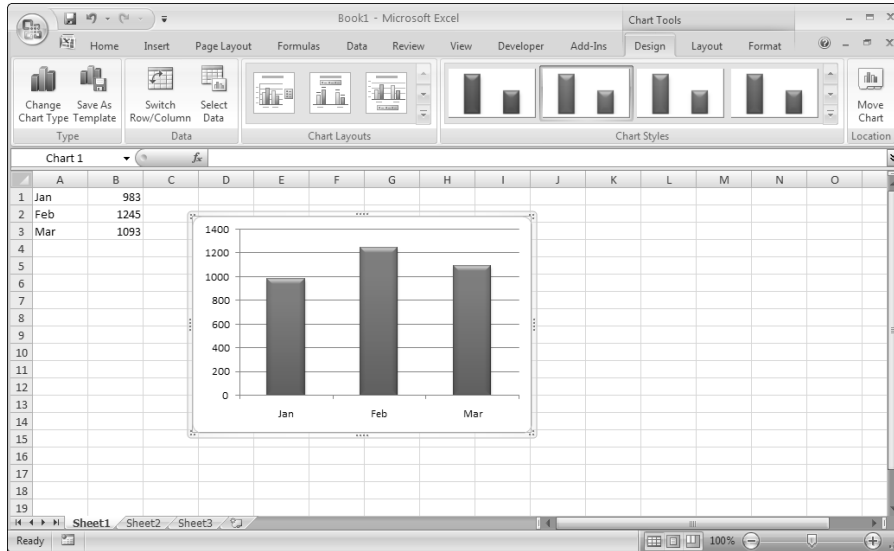 Book1 - Microsoft Excel
Chart Tools
Home Insert Page Layout Formulas Data Review View Developer Add-Ins Design Layout Format
Change Chart Type
Save As Template
Switch Row/Column
Select Data
Move Chart
Type Data Chart Layouts Chart Styles Location
Chart 1 fx
A B C D E F G H I J K L M N O
1 Jan 983
2 Feb 1245
3 Mar 1093
4
5
6
7
8
9
10
11
12
13
14
15
16
17
18
19
1400
1200
1000
800
600
400
200
0
Jan Feb Mar
Sheet1 Sheet2 Sheet3
Ready 100%